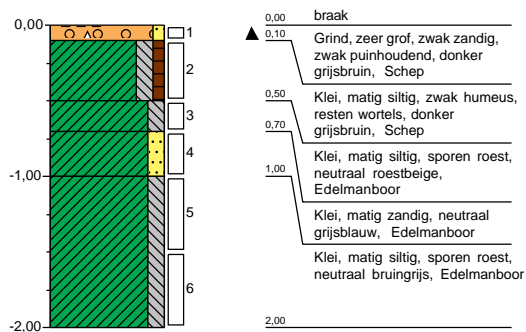 0,00
-1,00
-2,00
1
2
3
4
5
6
0,00
braak
0,10
Grind, zeer grof, zwak zandig,
zwak puinhoudend, donker
grijsbruin, Schep
0,50
Klei, matig siltig, zwak humeus,
resten wortels, donker
grijsbruin, Schep
0,70
Klei, matig siltig, sporen roest,
neutraal roestbeige,
Edelmanboor
1,00
Klei, matig zandig, neutraal
grijsblauw, Edelmanboor
Klei, matig siltig, sporen roest,
neutraal bruingrijs, Edelmanboor
2,00